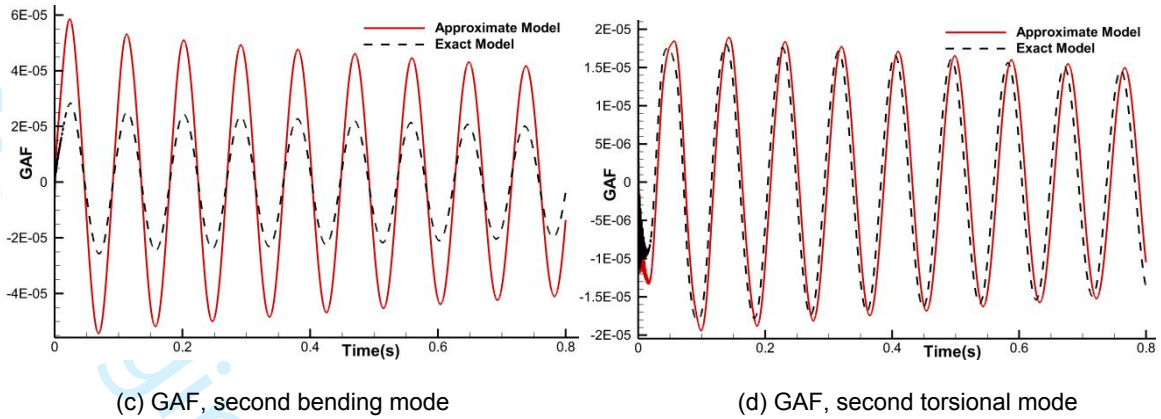 6E-05
4E-05
2E-05
0
-2E-05
-4E-05
GAF
Approximate Model
Exact Model
0
0.2
0.4
0.6
0.8
Time(s)
2E-05
1.5E-05
1E-05
5E-06
0
-5E-06
-1E-05
-1.5E-05
-2E-05
GAF
Approximate Model
Exact Model
0
0.2
0.4
0.6
0.8
Time(s)
(c) GAF, second bending mode
(d) GAF, second torsional mode